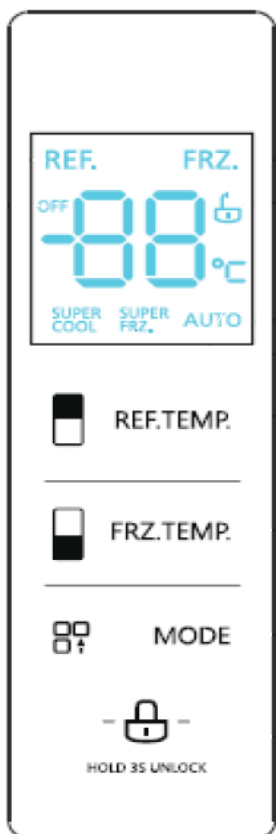 REF. FRZ.
OFF
-88
°C
SUPER COOL SUPER FRZ. AUTO
REF.TEMP.
FRZ.TEMP.
MODE
HOLD 3S UNLOCK